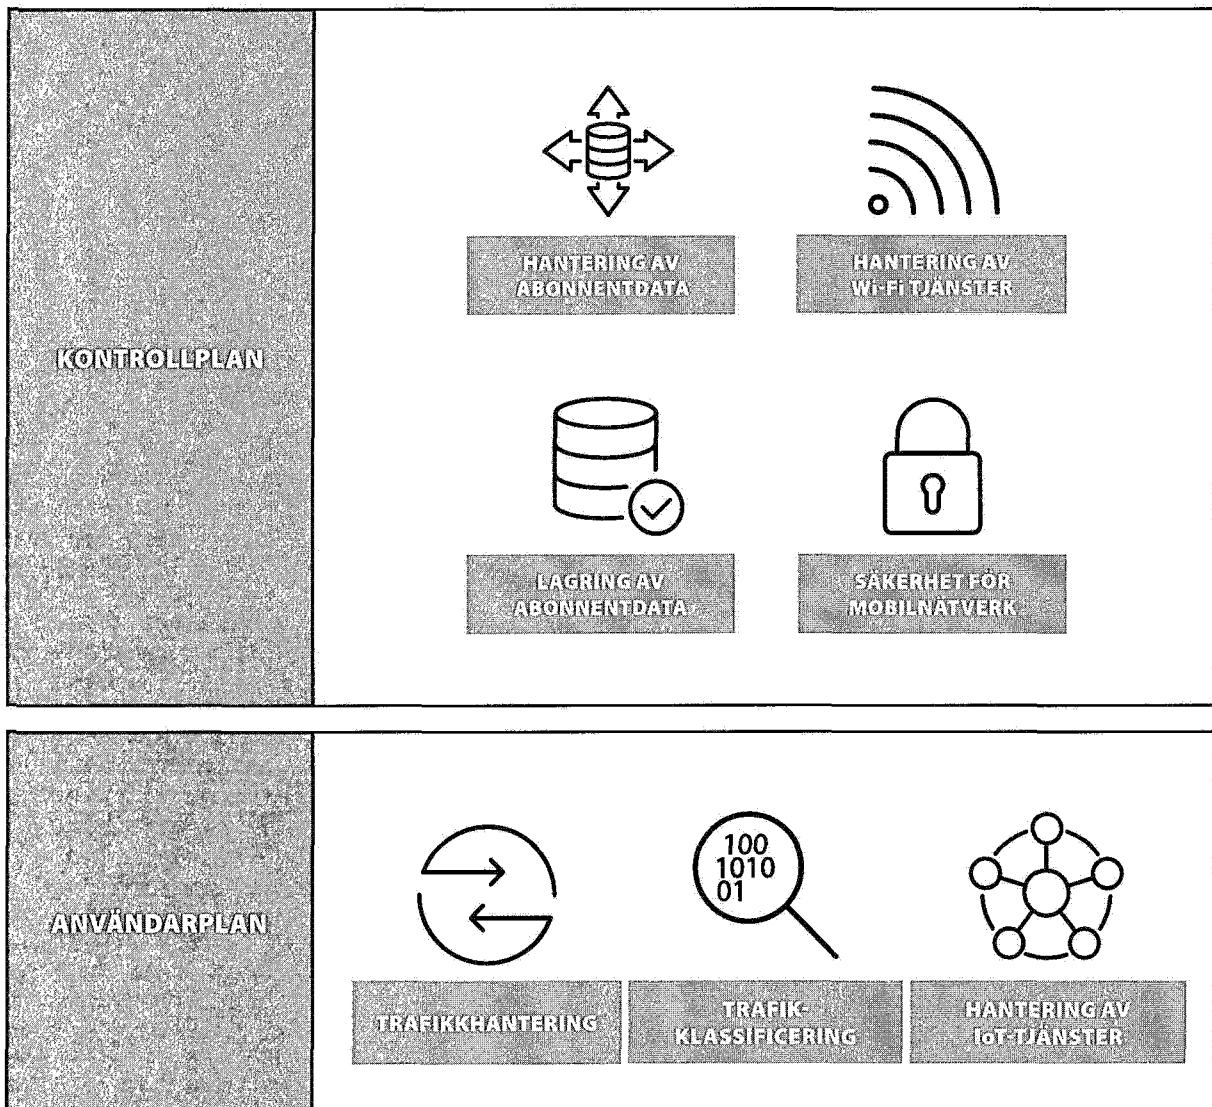 KONTROLLPLAN
HANTERING AV
ABONNENTDATA
HANTERING AV
Wi-Fi TJÄNSTER
LAGRING AV
ABONNENTDATA
SÄKERHET FÖR
MOBILNÄTVERK
ANVÄNDARPLAN
100
1010
01
TRAFIKKHANTERING
TRAFIK-
KLASSIFICERING
HANTERING AV
IoT-TJÄNSTER